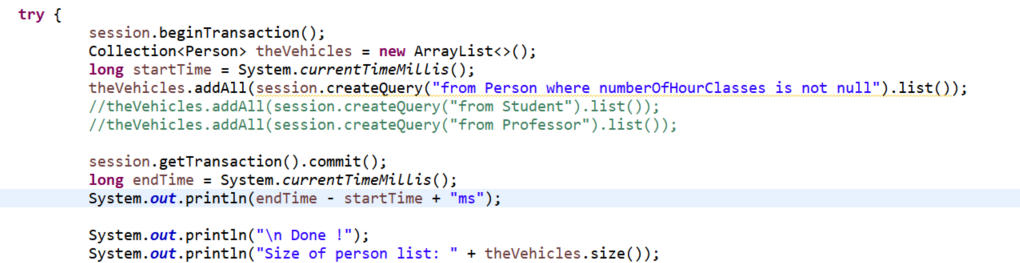 try {
session.beginTransaction();
Collection<Person> theVehicles = new ArrayList<>();
long startTime = System.currentTimeMillis();
theVehicles.addAll(session.createQuery("from Person where numberOfHourClasses is not null").list());
//theVehicles.addAll(session.createQuery("from Student").list());
//theVehicles.addAll(session.createQuery("from Professor").list());
session.getTransaction().commit();
long endTime = System.currentTimeMillis();
System.out.println(endTime - startTime + "ms");
System.out.println("\n Done !");
System.out.println("Size of person list: " + theVehicles.size());